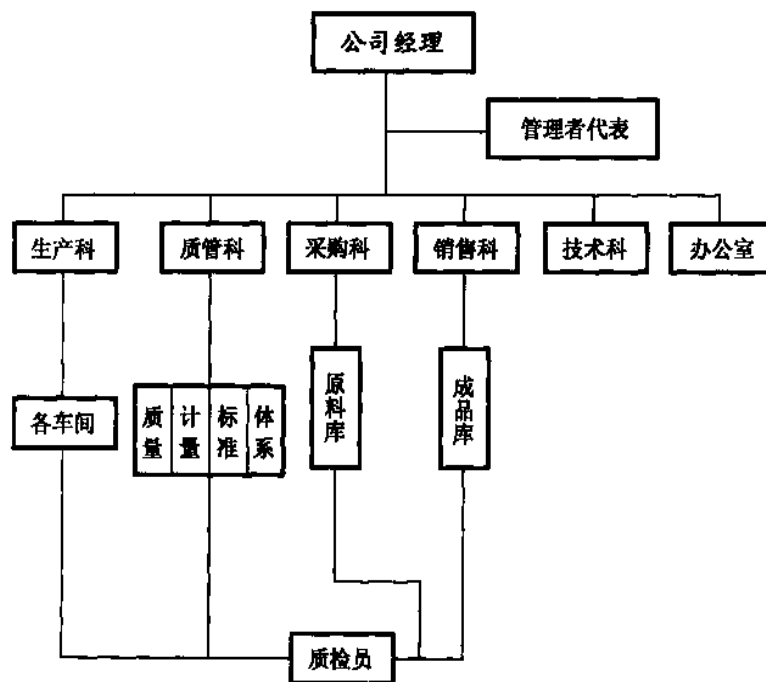 公司经理
管理者代表
生产科
质管科
采购科
销售科
技术科
办公室
各车间
质量
计量
标准
体系
原料库
成品库
质检员